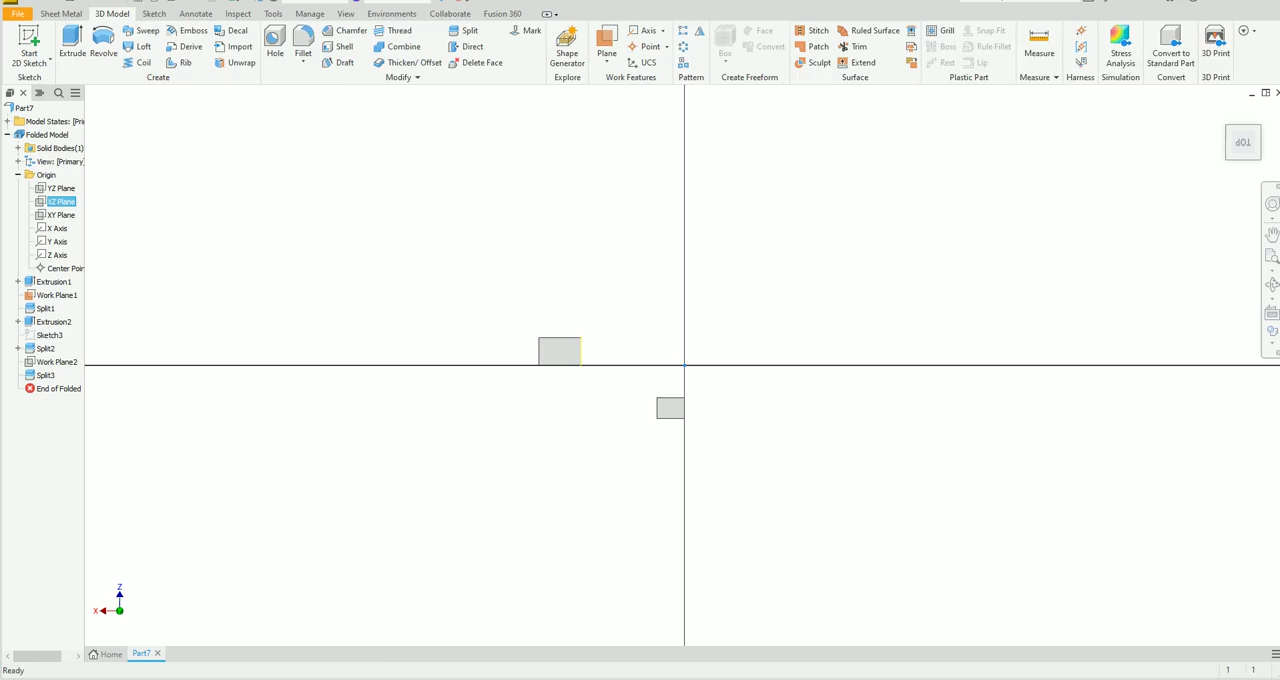 File Sheet Metal 3D Model Sketch Annotate Inspect Tools Manage View Environments Collaborate Fusion 360
Start
2D Sketch
Sketch
Extrude
Revolve
Sweep
Loft
Coil
Emboss
Derive
Rib
Decal
Import
Unwrap
Create
Hole
Fillet
Chamfer
Shell
Draft
Thread
Combine
Thicken/ Offset
Split
Direct
Delete Face
Mark
Modify
Shape
Generator
Explore
Plane
Axis
Point
UCS
Work Features
Pattern
Box
Face
Convert
Create Freeform
Stitch
Patch
Sculpt
Ruled Surface
Trim
Extend
Surface
Grill
Boss
Rest
Snap Fit
Rule Fillet
Lip
Plastic Part
Measure
Measure
Harness
Stress
Analysis
Simulation
Convert to
Standard Part
Convert
3D Print
3D Print
Part7
Model States: [Pri
Folded Model
Solid Bodies(1)
View: [Primary]
Origin
YZ Plane
XZ Plane
XY Plane
X Axis
Y Axis
Z Axis
Center Poin
Extrusion1
Work Plane1
Split1
Extrusion2
Sketch3
Split2
Work Plane2
Split3
End of Folded
TOP
Z
X
Home Part7
Ready 1 1